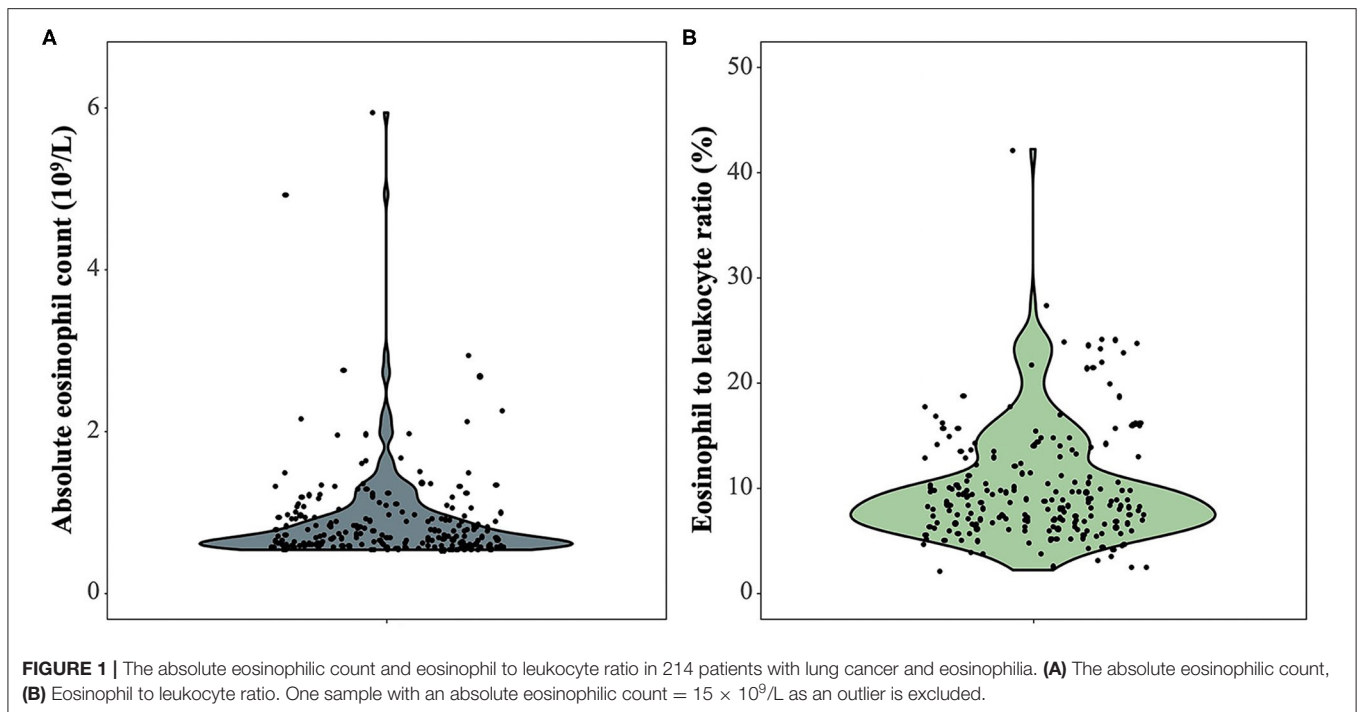 A
B
Absolute eosinophil count (10⁹/L)
6
4
2
0
Eosinophil to leukocyte ratio (%)
50
40
30
20
10
0
FIGURE 1 | The absolute eosinophilic count and eosinophil to leukocyte ratio in 214 patients with lung cancer and eosinophilia. (A) The absolute eosinophilic count,
(B) Eosinophil to leukocyte ratio. One sample with an absolute eosinophilic count = 15 × 10⁹/L as an outlier is excluded.